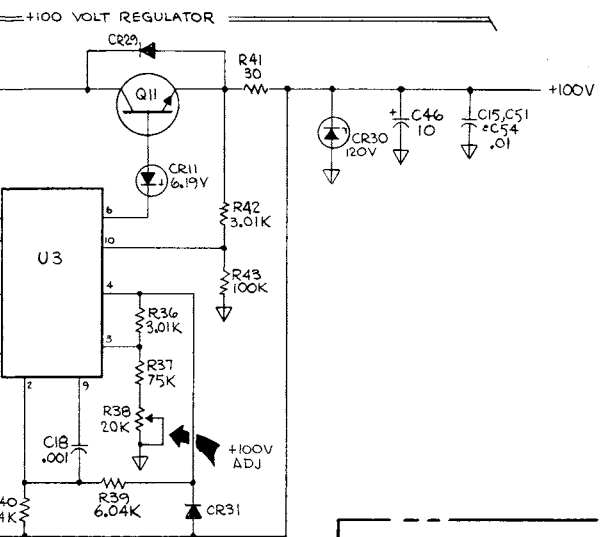 +100 VOLT REGULATOR
CR29
R41
30
+100V
Q11
+
C46
10
C15,C51
&C54
.01
CR30
120V
CR11
6.19V
6
R42
3.01K
10
U3
R43
100K
4
R36
3.01K
3
R37
75K
2
9
R38
20K
C18
.001
+100V
ADJ
R39
6.04K
40
4K
CR31